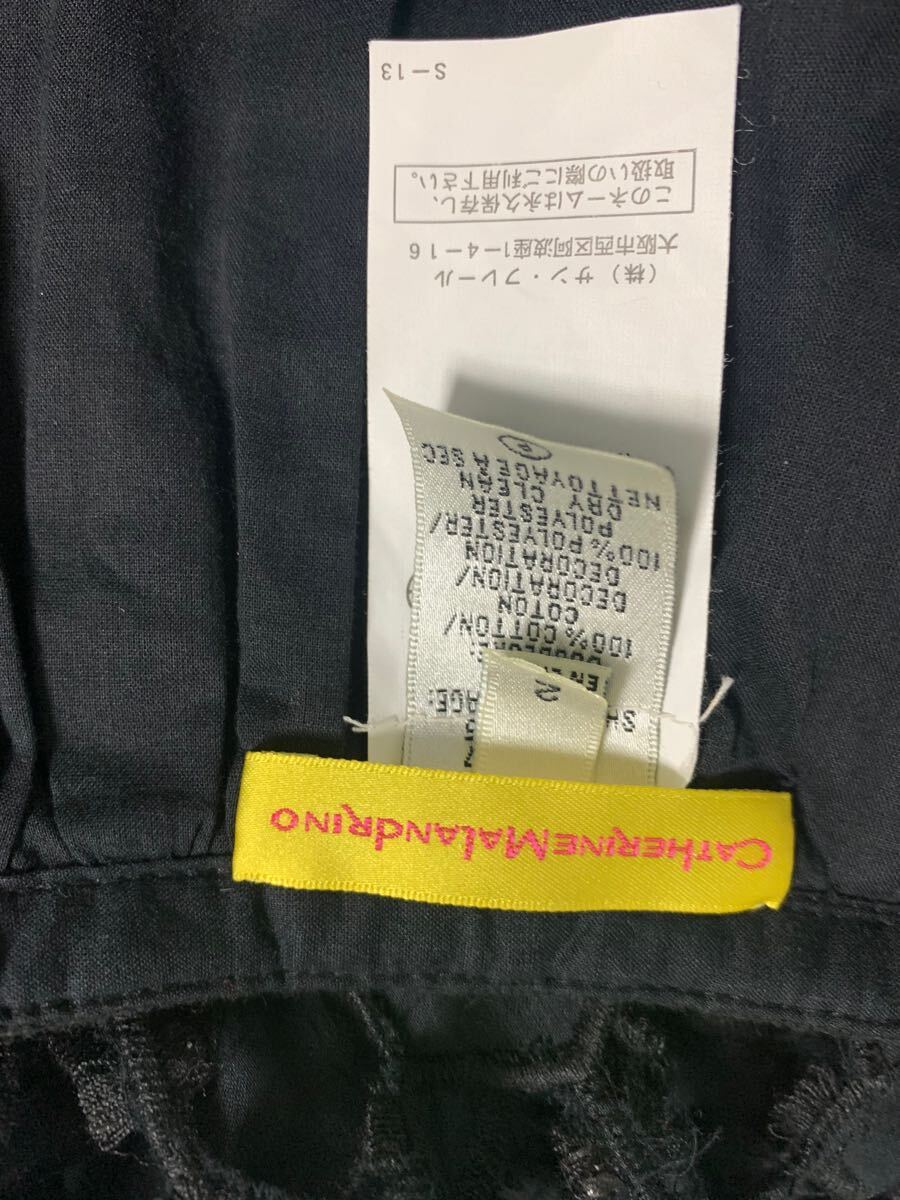 CATHERINEMALANDRINO
2
100% COTTON/
COTON
DECORATION/
DECORATION
100% POLYESTER/
POLYESTER
DRY CLEAN
NETTOYAGE A SEC
(株) サン・フレール
大阪市西区阿波座1-4-16
このネームは永久保存し、
取扱いの際にご利用下さい。
S-13